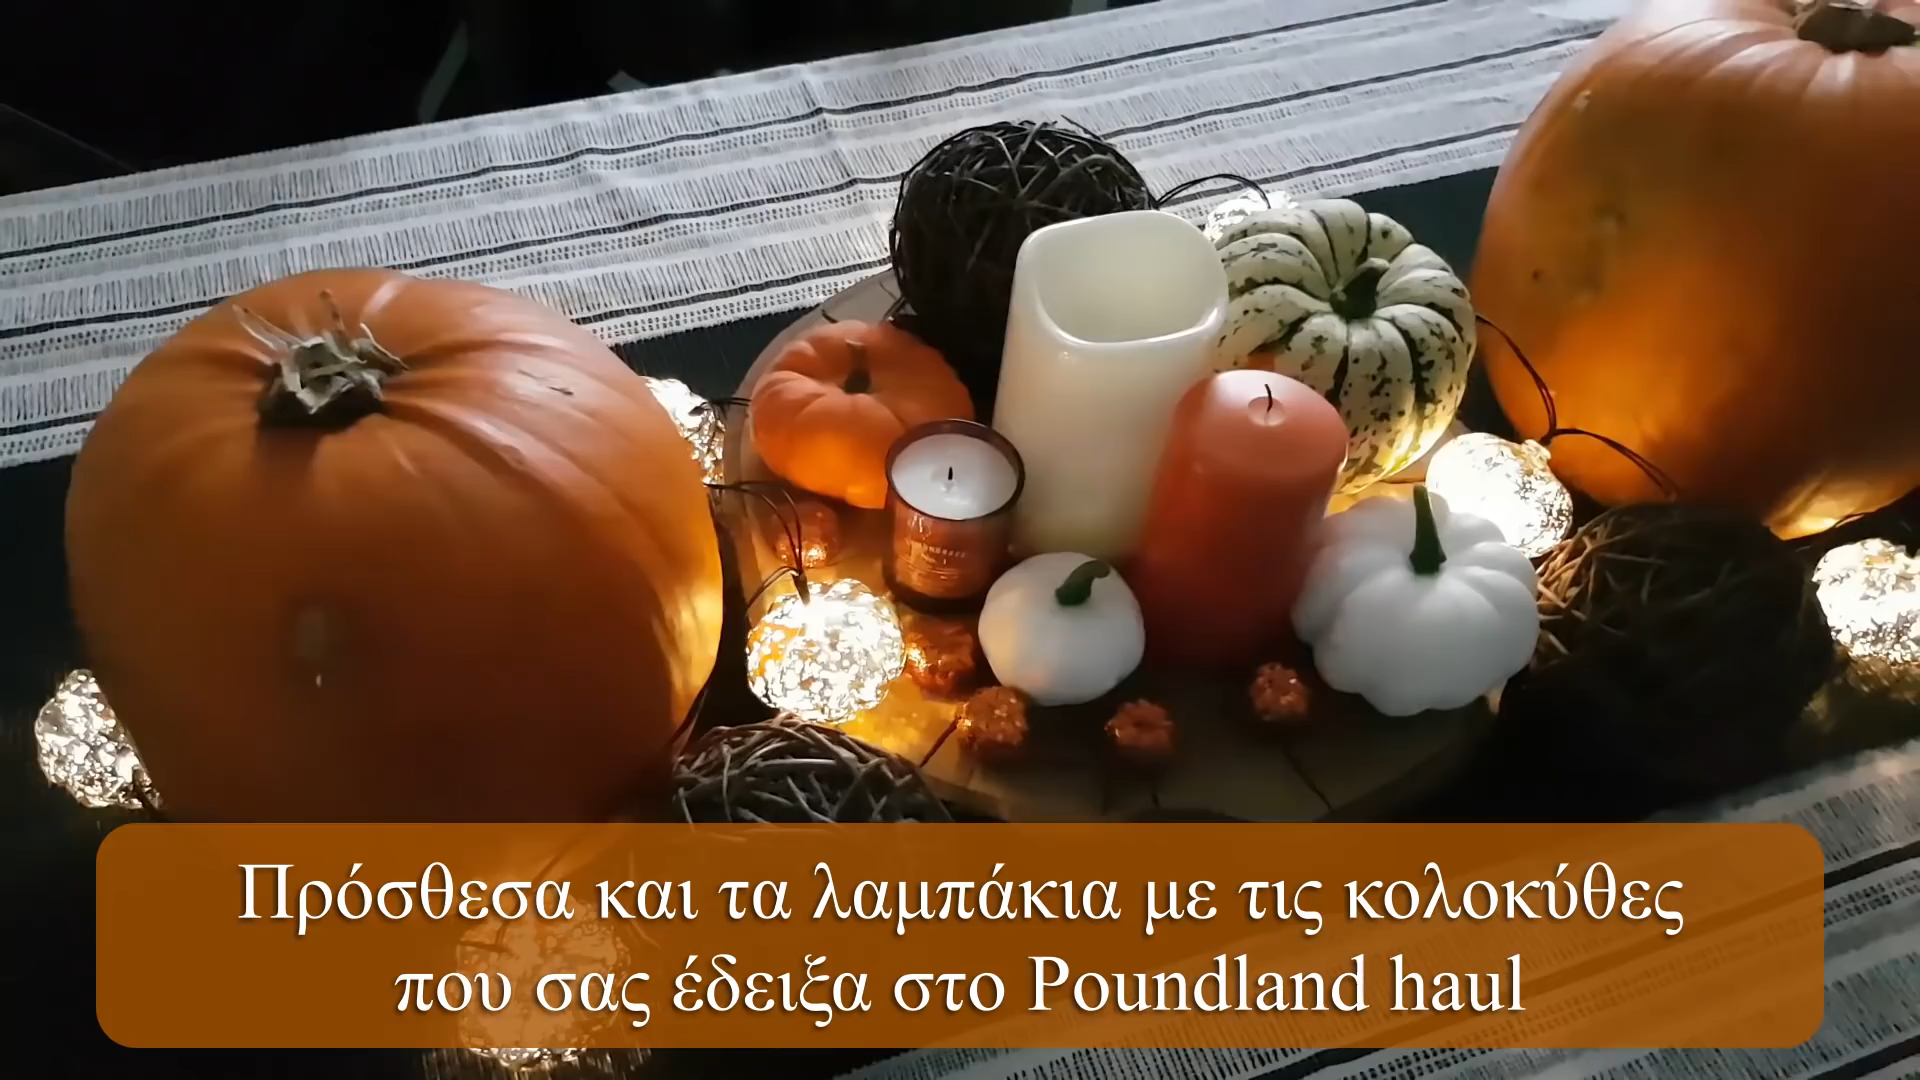 Πρόσθεσα και τα λαμπάκια με τις κολοκύθες
που σας έδειξα στο Poundland haul